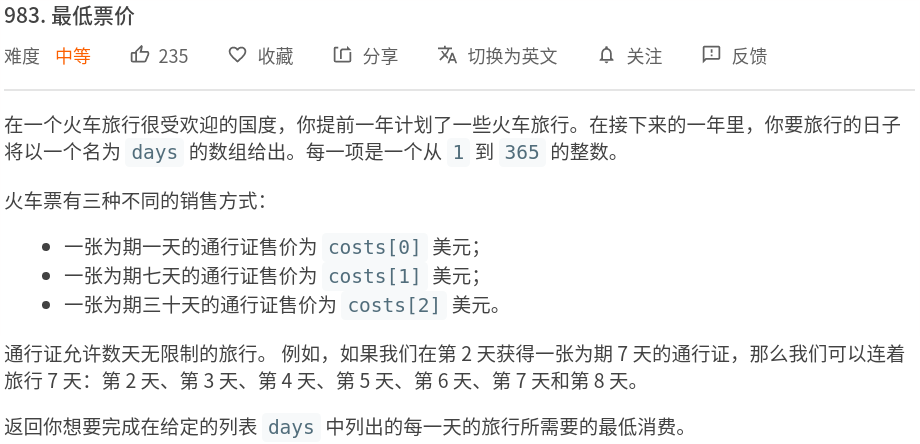 983. 最低票价
难度 中等 235 收藏 分享 切换为英文 关注 反馈
在一个火车旅行很受欢迎的国度，你提前一年计划了一些火车旅行。在接下来的一年里，你要旅行的日子
将以一个名为 days 的数组给出。每一项是一个从 1 到 365 的整数。
火车票有三种不同的销售方式：
• 一张为期一天的通行证售价为 costs[0] 美元；
• 一张为期七天的通行证售价为 costs[1] 美元；
• 一张为期三十天的通行证售价为 costs[2] 美元。
通行证允许数天无限制的旅行。 例如，如果我们在第 2 天获得一张为期 7 天的通行证，那么我们可以连着
旅行 7 天：第 2 天、第 3 天、第 4 天、第 5 天、第 6 天、第 7 天和第 8 天。
返回你想要完成在给定的列表 days 中列出的每一天的旅行所需要的最低消费。